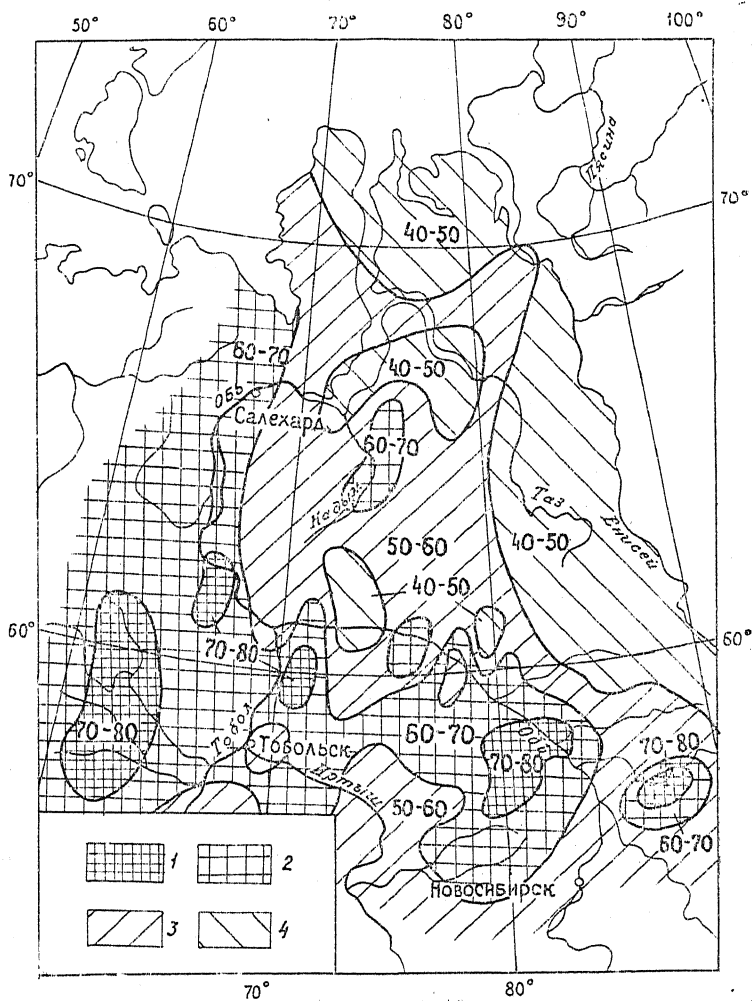 50° 60° 70° 80° 90° 100°
Пясина
70° 70°
40-50
60-70
40-50
Обь
Салехард
60-70
Надым
Таз
Енисей
50-60
40-50
40-50
60° 60°
70-80
70-80
Тобол
60-70
Обь
70-80
Тобольск
70-80
Иртыш
50-60
60-70
Новосибирск
1 2
3 4
70° 80°